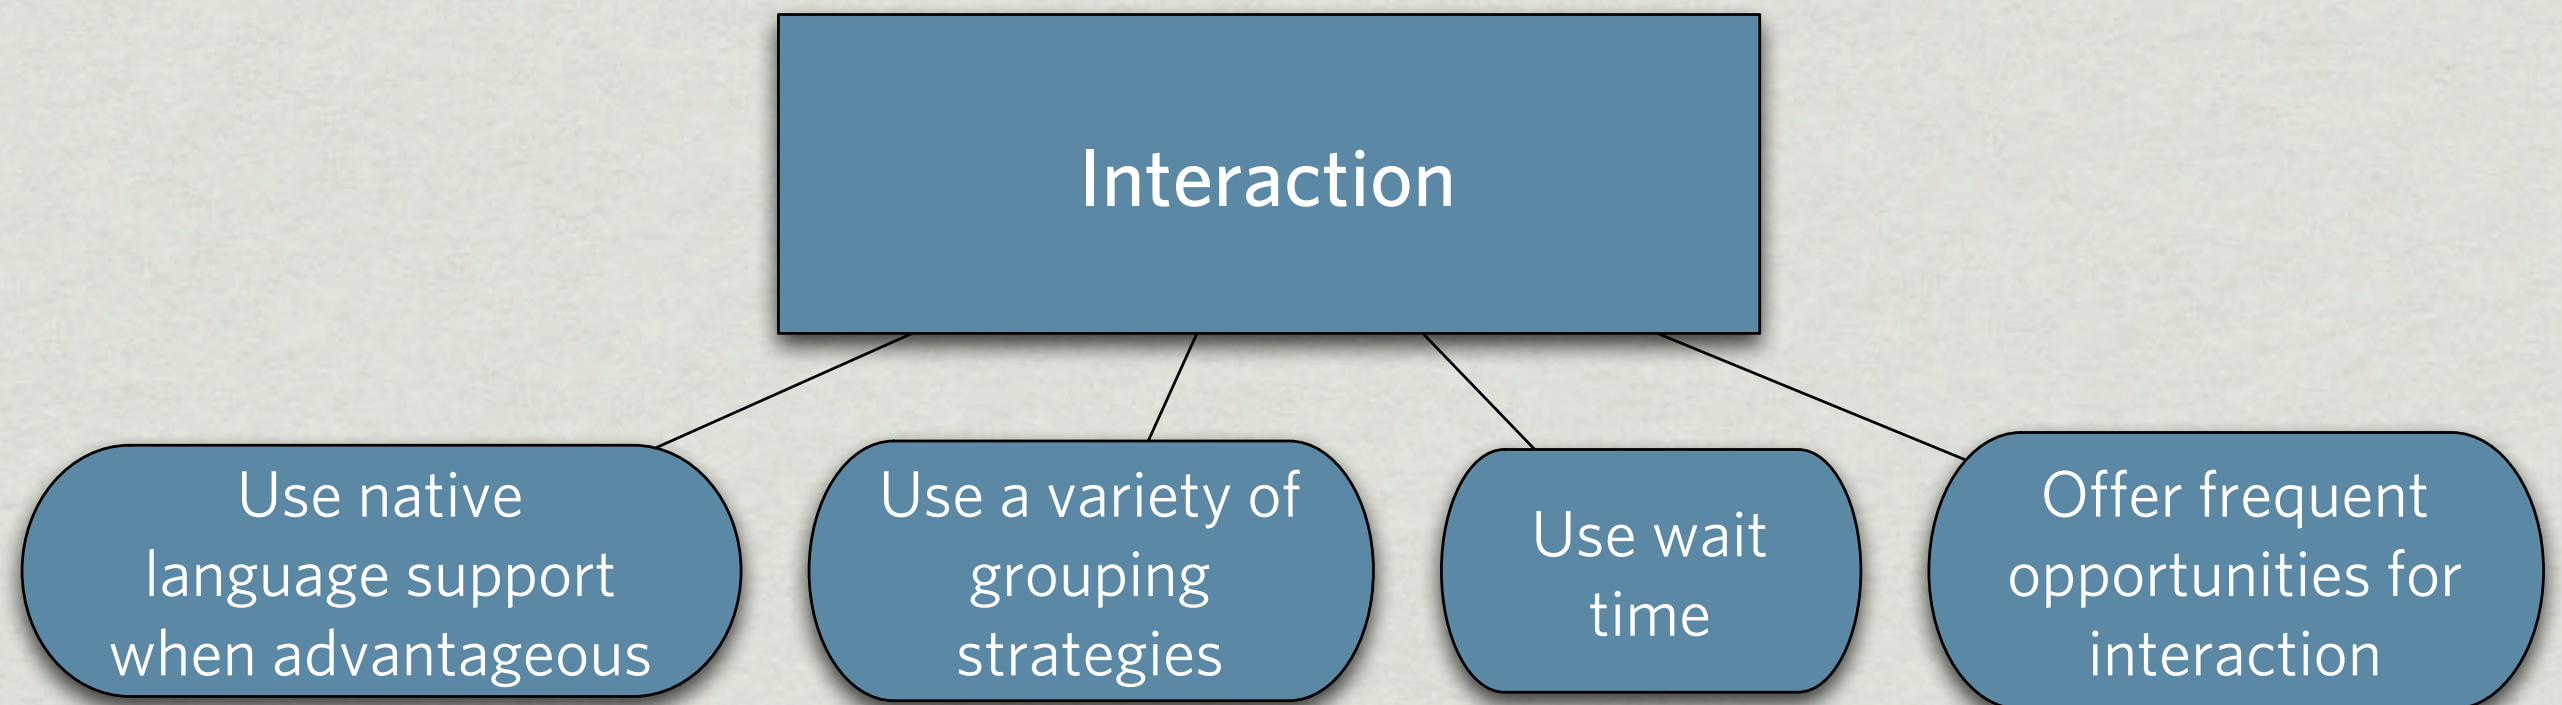 Interaction
Use native
language support
when advantageous
Use a variety of
grouping
strategies
Use wait
time
Offer frequent
opportunities for
interaction